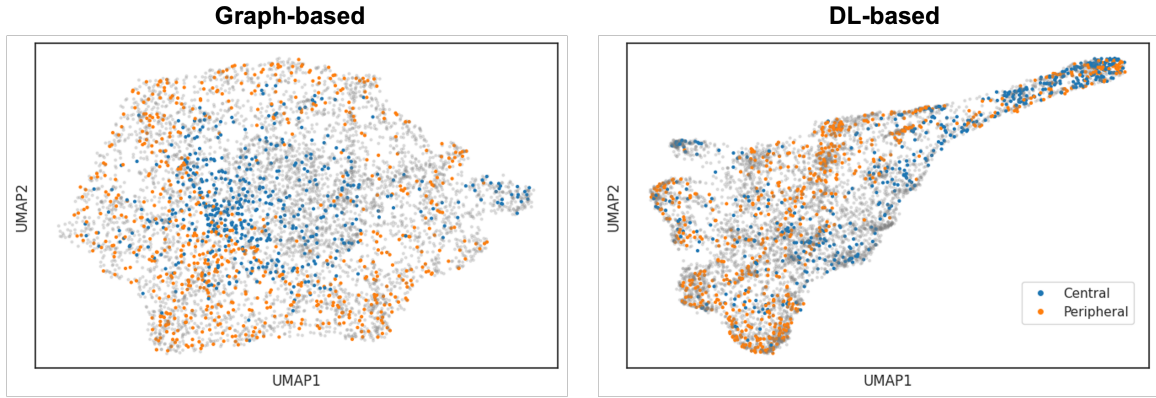 Graph-based
DL-based
UMAP2
UMAP1
UMAP2
UMAP1
Central
Peripheral